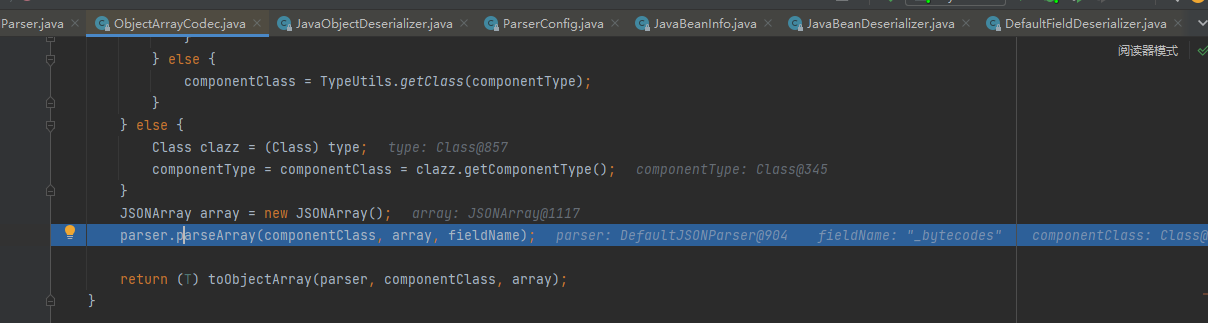 Parser.java ObjectArrayCodec.java JavaObjectDeserializer.java ParserConfig.java JavaBeanInfo.java JavaBeanDeserializer.java DefaultFieldDeserializer.java
阅读器模式
} else {
componentClass = TypeUtils.getClass(componentType);
}
} else {
Class clazz = (Class) type; type: Class@857
componentType = componentClass = clazz.getComponentType(); componentType: Class@345
}
JSONArray array = new JSONArray(); array: JSONArray@1117
parser.parseArray(componentClass, array, fieldName); parser: DefaultJSONParser@904 fieldName: "_bytecodes" componentClass: Class@
return (T) toObjectArray(parser, componentClass, array);
}